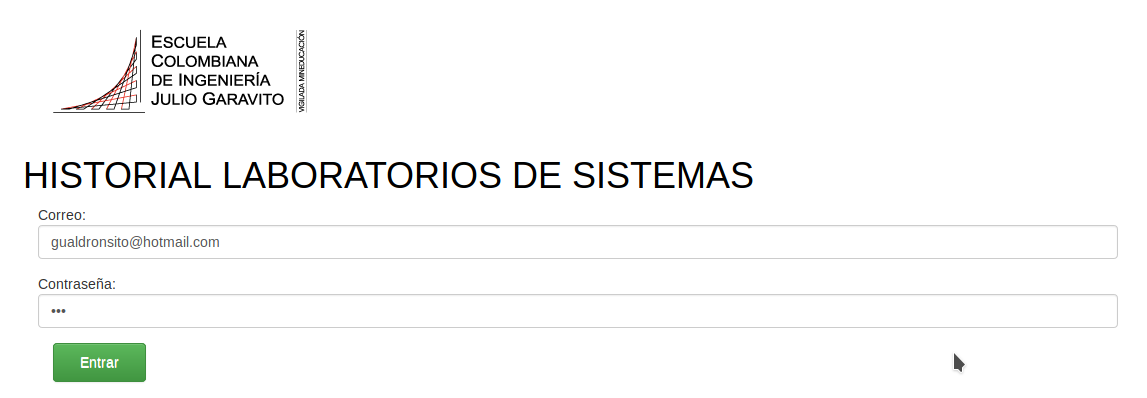 ESCUELA
COLOMBIANA
DE INGENIERÍA
JULIO GARAVITO
VIGILADA MINEDUCACIÓN
HISTORIAL LABORATORIOS DE SISTEMAS
Correo:
gualdronsito@hotmail.com
Contraseña:
•••
Entrar